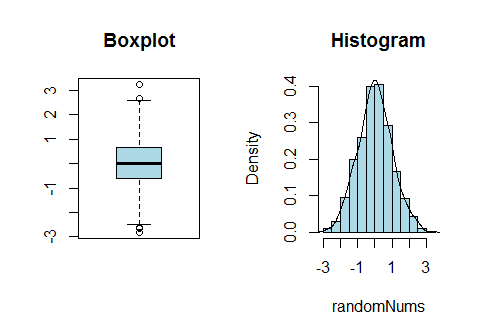 Boxplot
3
2
1
-1
-3
Histogram
Density
0.4
0.3
0.2
0.1
0.0
-3 -1 1 3
randomNums